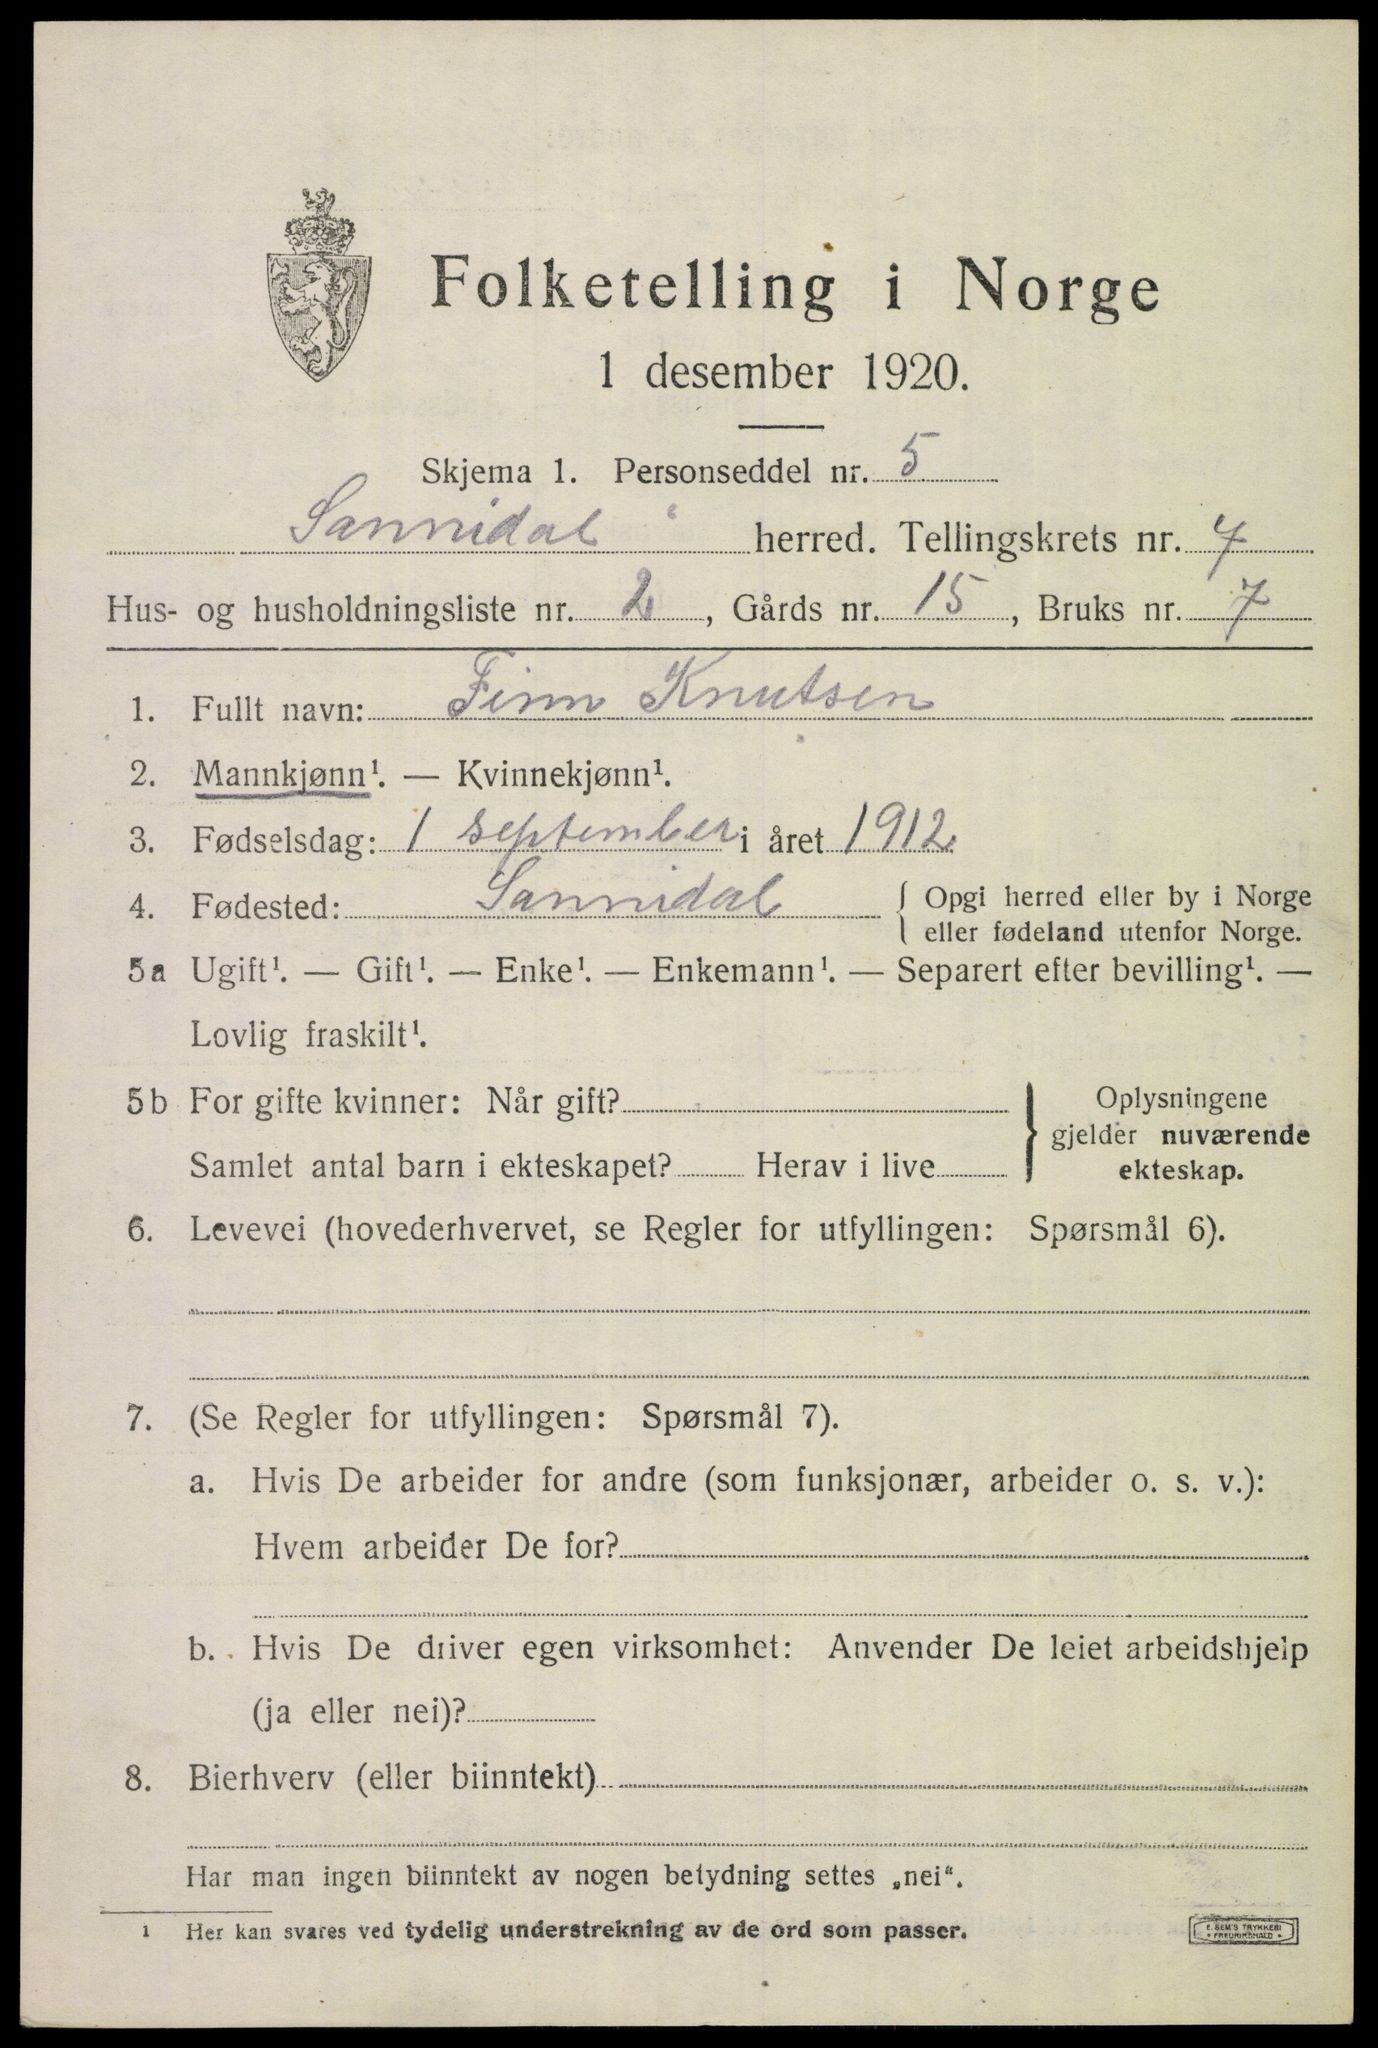 Folketelling i Norge
1 desember 1920.
Skjema 1. Personseddel nr. 5
Sannidal herred. Tellingskrets nr. 7
Hus- og husholdningsliste nr. 2, Gårds nr. 15, Bruks nr. 7
1. Fullt navn: Finn Knutsen
2. Mannkjønn¹. — Kvinnekjønn¹.
3. Fødselsdag: 1 september i året 1912
4. Fødested: Sannidal { Opgi herred eller by i Norge
eller fødeland utenfor Norge.
5a Ugift¹. — Gift¹. — Enke¹. — Enkemann¹. — Separert efter bevilling¹. —
Lovlig fraskilt¹.
5b For gifte kvinner: Når gift?
Samlet antal barn i ekteskapet? Herav i live
} Oplysningene
gjelder nuværende
ekteskap.
6. Levevei (hovederhvervet, se Regler for utfyllingen: Spørsmål 6).
7. (Se Regler for utfyllingen: Spørsmål 7).
a. Hvis De arbeider for andre (som funksjonær, arbeider o. s. v.):
Hvem arbeider De for?
b. Hvis De driver egen virksomhet: Anvender De leiet arbeidshjelp
(ja eller nei)?
8. Bierhverv (eller biinntekt)
Har man ingen biinntekt av nogen betydning settes „nei“.
1 Her kan svares ved tydelig understrekning av de ord som passer.
E. SEM'S TRYKKERI
• FREDRIKSHALD •